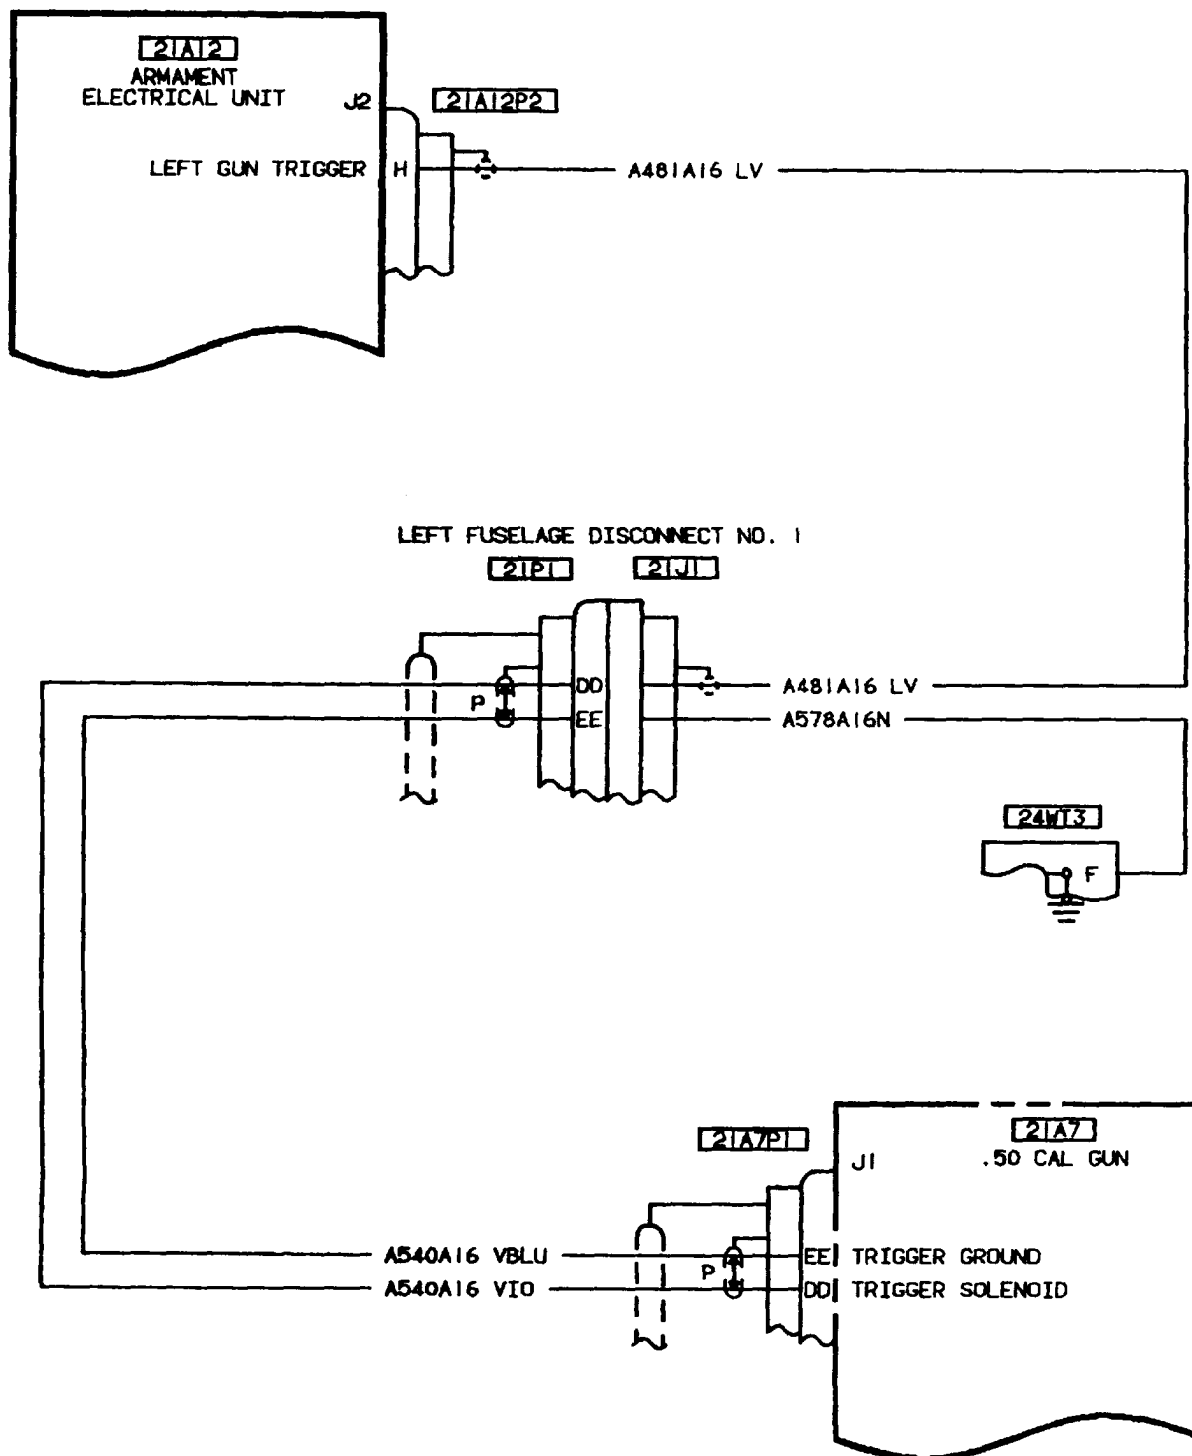 21A12
ARMAMENT
ELECTRICAL UNIT
J2
21A12P2
LEFT GUN TRIGGER
H
A481A16 LV
LEFT FUSELAGE DISCONNECT NO. 1
21P1
21J1
DD
A481A16 LV
P
EE
A578A16N
24WT3
F
21A7P1
21A7
J1
.50 CAL GUN
A540A16 VBLU
EE
TRIGGER GROUND
P
A540A16 VIO
DD
TRIGGER SOLENOID